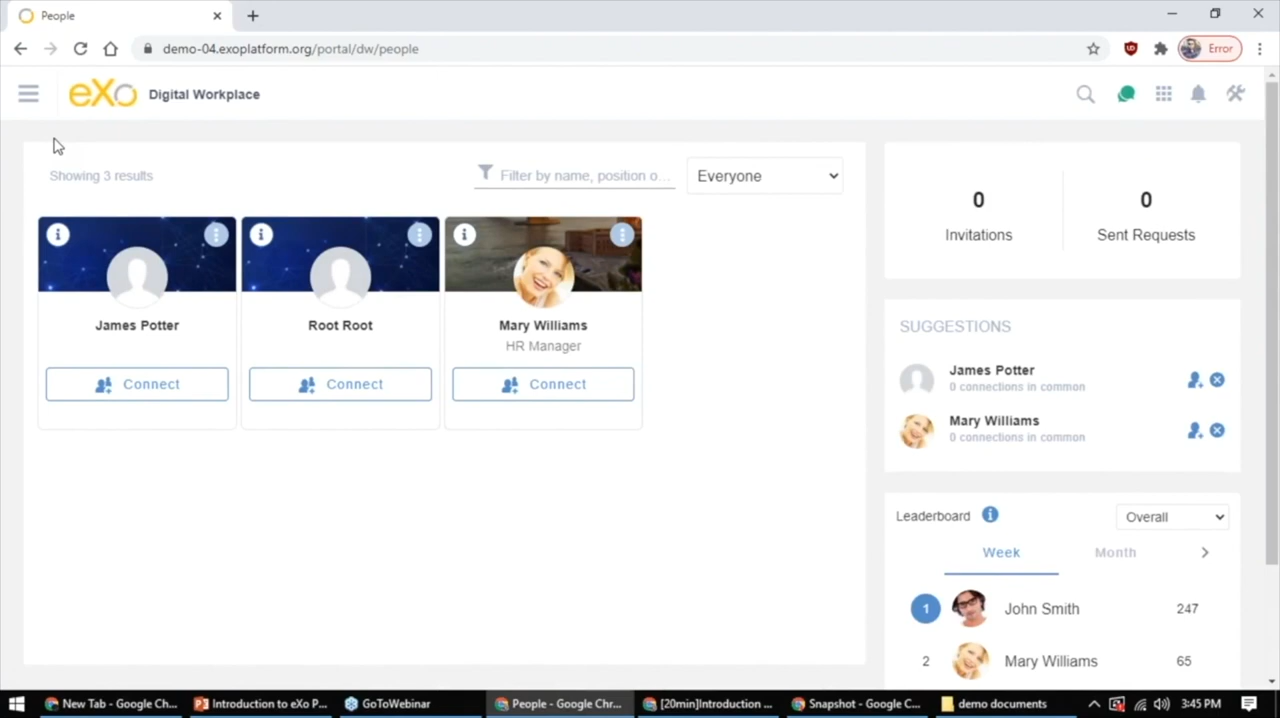 People
demo-04.exoplatform.org/portal/dw/people
Error
eXo Digital Workplace
Showing 3 results
Filter by name, position o...
Everyone
James Potter
Connect
Root Root
Connect
Mary Williams
HR Manager
Connect
0
Invitations
0
Sent Requests
SUGGESTIONS
James Potter
0 connections in common
Mary Williams
0 connections in common
Leaderboard
Overall
Week
Month
1 John Smith 247
2 Mary Williams 65
New Tab - Google Ch...
Introduction to eXo P...
GoToWebinar
People - Google Chr...
[20min]Introduction ...
Snapshot - Google C...
demo documents
3:45 PM